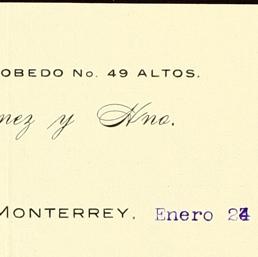 OBEDO No. 49 ALTOS.
nez y Hno.
MONTERREY, Enero 24